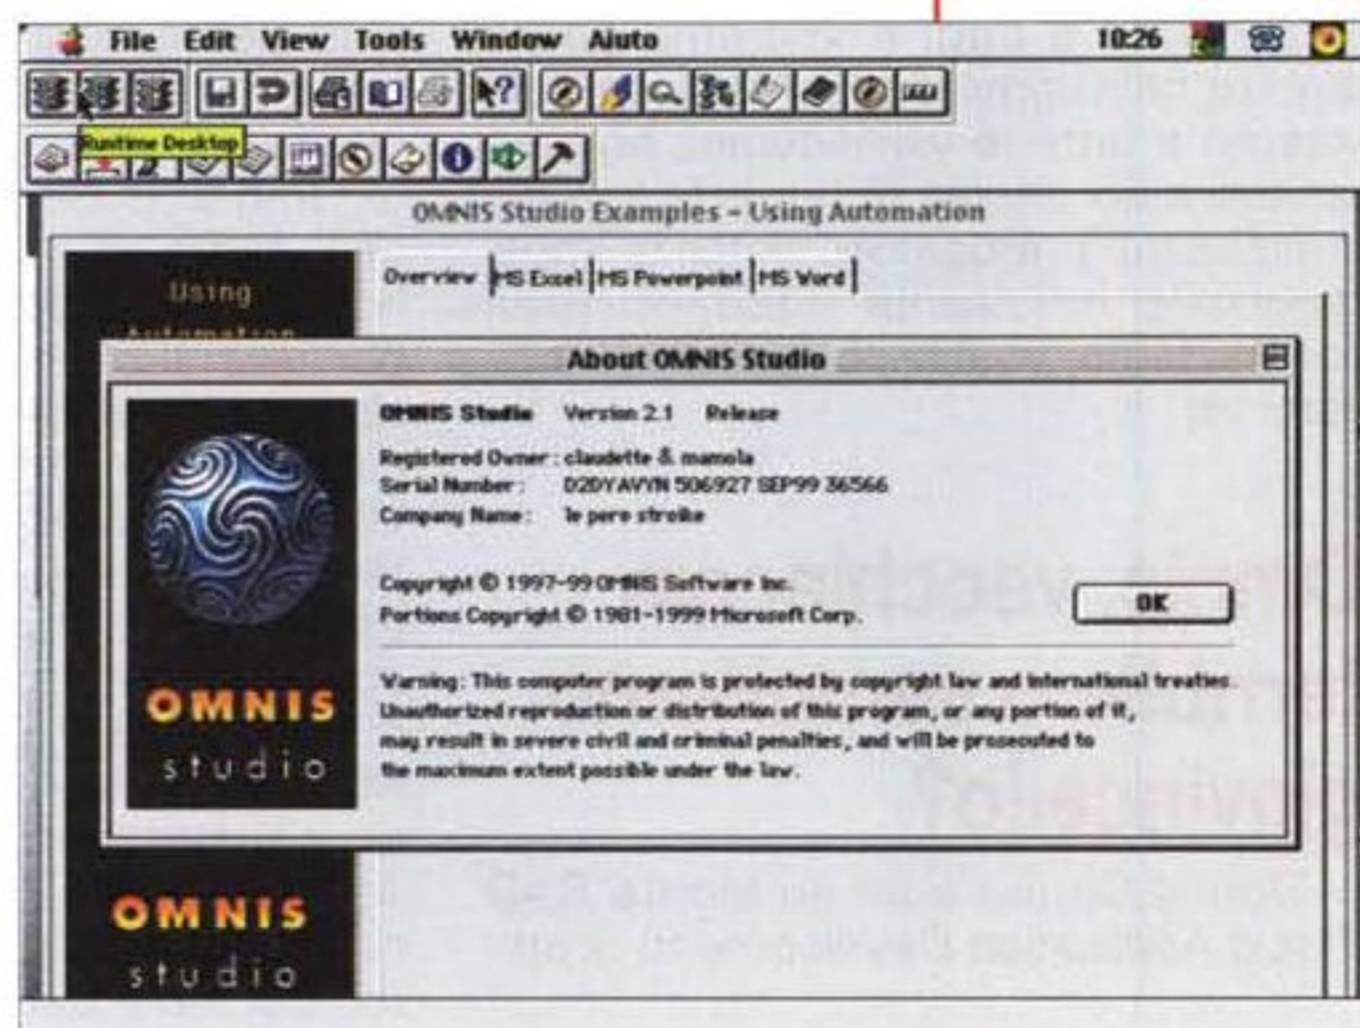 File Edit View Tools Window Aiuto 10:26
Runtime Desktop
OMNIS Studio Examples – Using Automation
Using
Automation
Overview MS Excel MS Powerpoint MS Word
About OMNIS Studio
OMNIS Studio Version 2.1 Release
Registered Owner : claudette & mamola
Serial Number : D2DYAVYN 506927 SEP99 36566
Company Name : le pere stroike
Copyright © 1997-99 OMNIS Software Inc.
Portions Copyright © 1981-1999 Microsoft Corp.
OK
Warning: This computer program is protected by copyright law and international treaties.
Unauthorized reproduction or distribution of this program, or any portion of it,
may result in severe civil and criminal penalties, and will be prosecuted to
the maximum extent possible under the law.
OMNIS
studio
OMNIS
studio